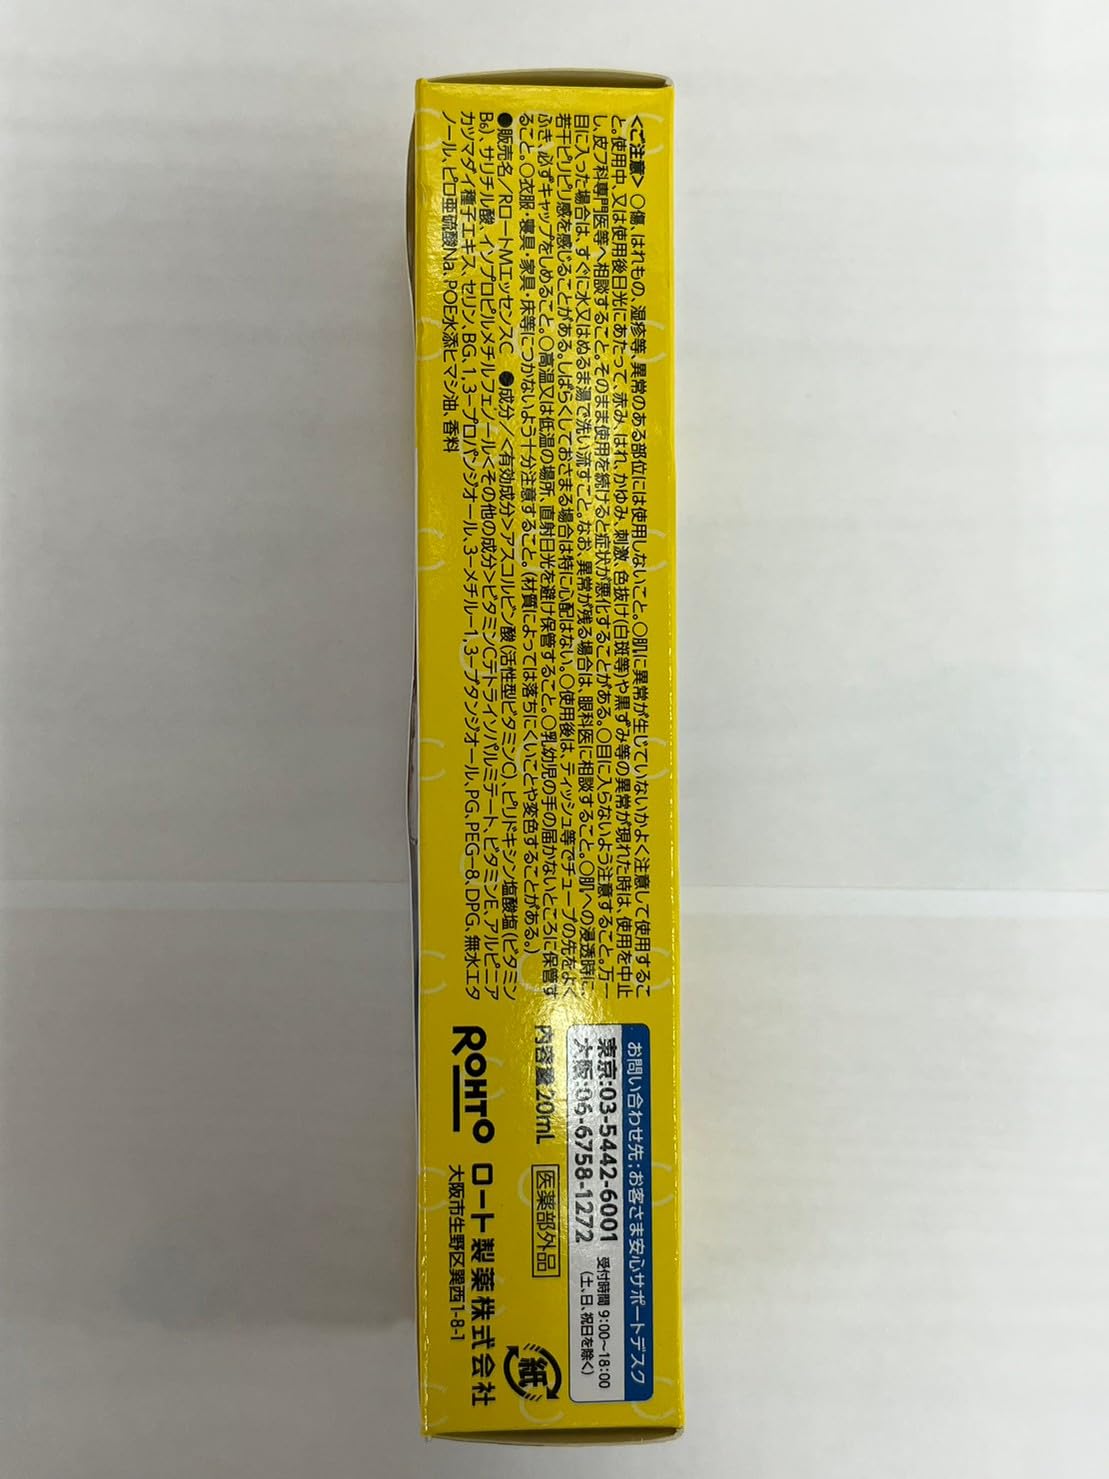 <ご注意> ○傷、はれもの、湿疹等、異常のある部位には使用しないこと。○肌に異常が生じていないかよく注意して使用するこ
と。使用中、又は使用後日光にあたって、赤み、はれ、かゆみ、刺激、色抜け(白斑等)や黒ずみ等の異常が現れた時は、使用を中止
し、皮フ科専門医等へ相談すること。そのまま使用を続けると症状が悪化することがある。○目に入らないよう注意すること。万一
目に入った場合は、すぐに水又はぬるま湯で洗い流すこと。なお、異常が残る場合は、眼科医に相談すること。○肌への浸透時に、
若干ピリピリ感を感じることがある。しばらくしておさまる場合は特に心配はない。○使用後は、ティッシュ等でチューブの先をよく
ふき、必ずキャップをしめること。○高温又は低温の場所、直射日光を避け保管すること。○乳幼児の手の届かないところに保管す
ること。○衣服・寝具・家具・床等につかないよう十分注意すること。(材質によっては落ちにくいことや変色することがある。)
●販売名/RロートMエッセンスC ●成分/<有効成分>アスコルビン酸(活性型ビタミンC)、ピリドキシン塩酸塩(ビタミン
B₆)、サリチル酸、イソプロピルメチルフェノール<その他の成分>ビタミンCテトライソパルミテート、ビタミンE、アルピニア
カツマダイ種子エキス、セリン、BG、1,3-プロパンジオール、3-メチル-1,3-ブタンジオール、PG、PEG-8、DPG、無水エタ
ノール、ピロ亜硫酸Na、POE水添ヒマシ油、香料
お問い合わせ先:お客さま安心サポートデスク
東京:03-5442-6001
大阪:06-6758-1272
受付時間 9:00~18:00
(土、日、祝日を除く)
内容量20mL
医薬部外品
紙
ROHTO ロート製薬株式会社
大阪市生野区巽西1-8-1